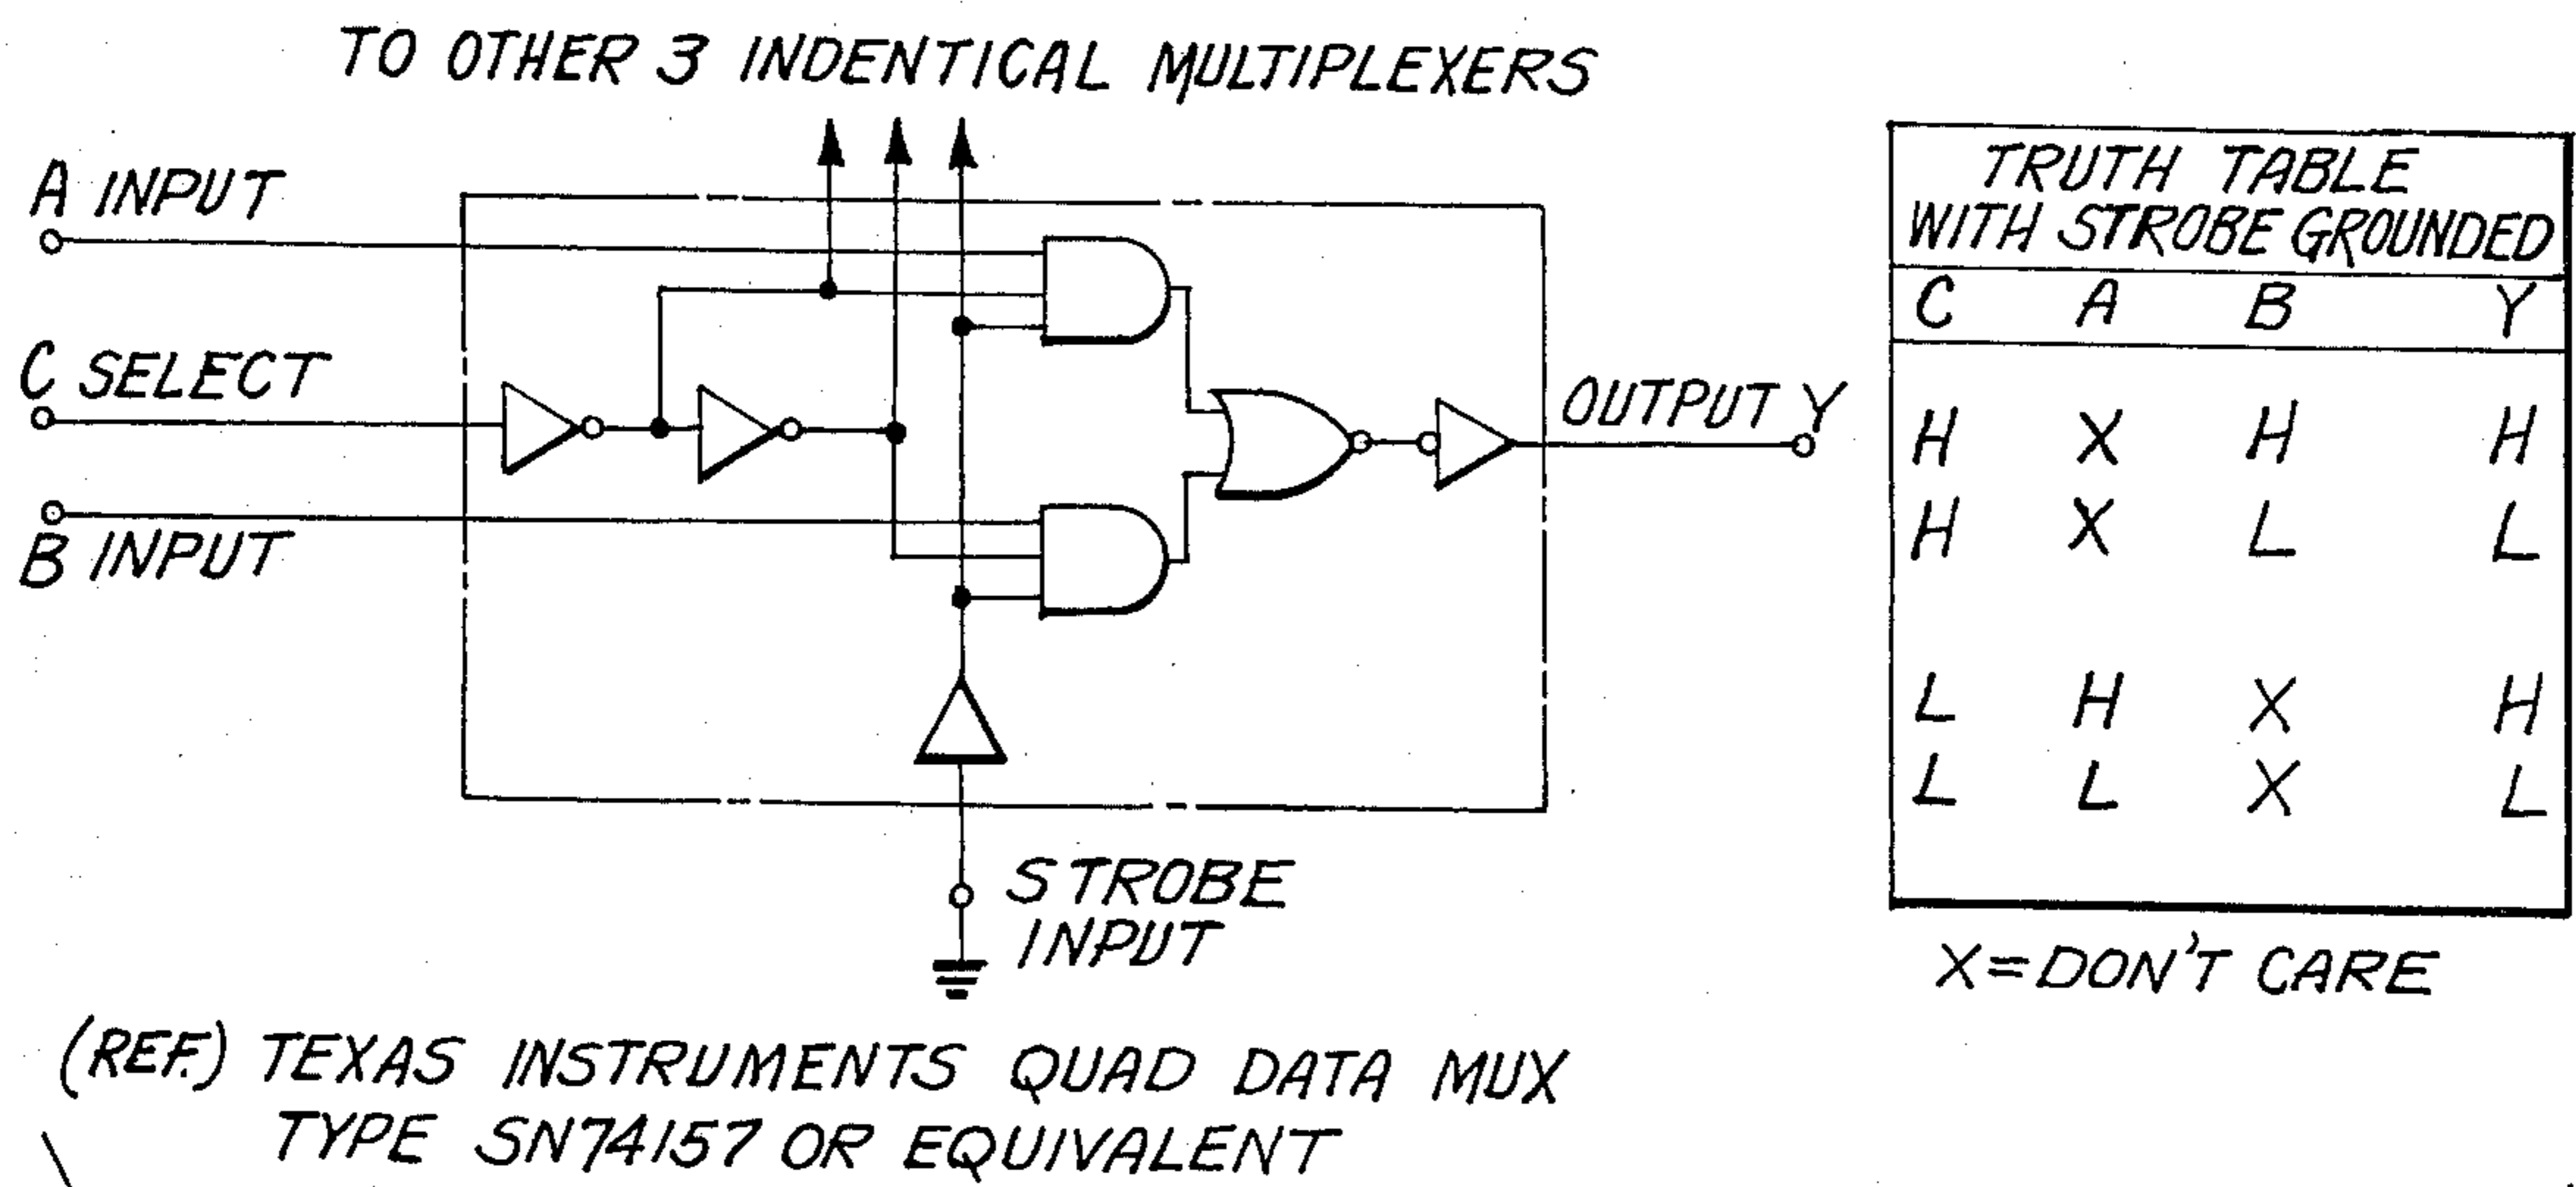 TO OTHER 3 INDENTICAL MULTIPLEXERS
A INPUT
C SELECT
B INPUT
OUTPUT Y
STROBE
INPUT
TRUTH TABLE
WITH STROBE GROUNDED
C A B Y
H X H H
H X L L
L H X H
L L X L
X=DON'T CARE
(REF.) TEXAS INSTRUMENTS QUAD DATA MUX
TYPE SN74157 OR EQUIVALENT